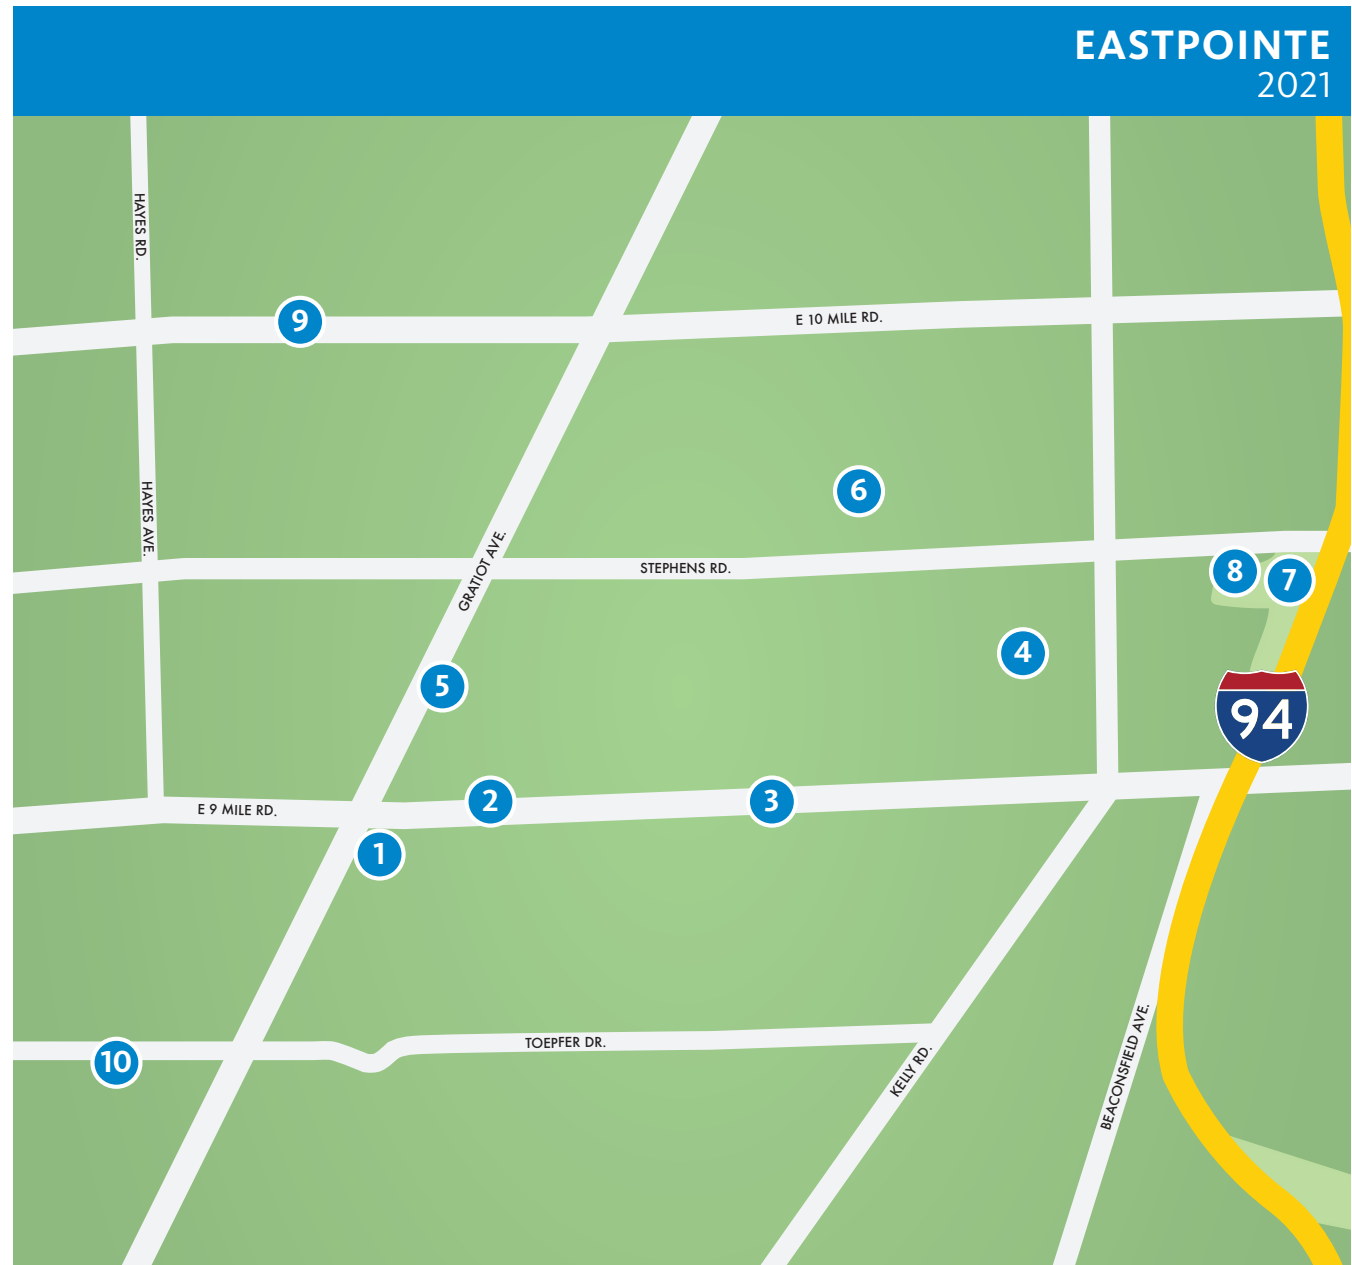 EASTPOINTE
2021
HAYES RD.
9
E 10 MILE RD.
HAYES AVE.
6
GRATIOT AVE.
STEPHENS RD.
8
7
4
5
94
2
3
E 9 MILE RD.
1
TOEPFER DR.
10
KELLY RD.
BEACONSFIELD AVE.